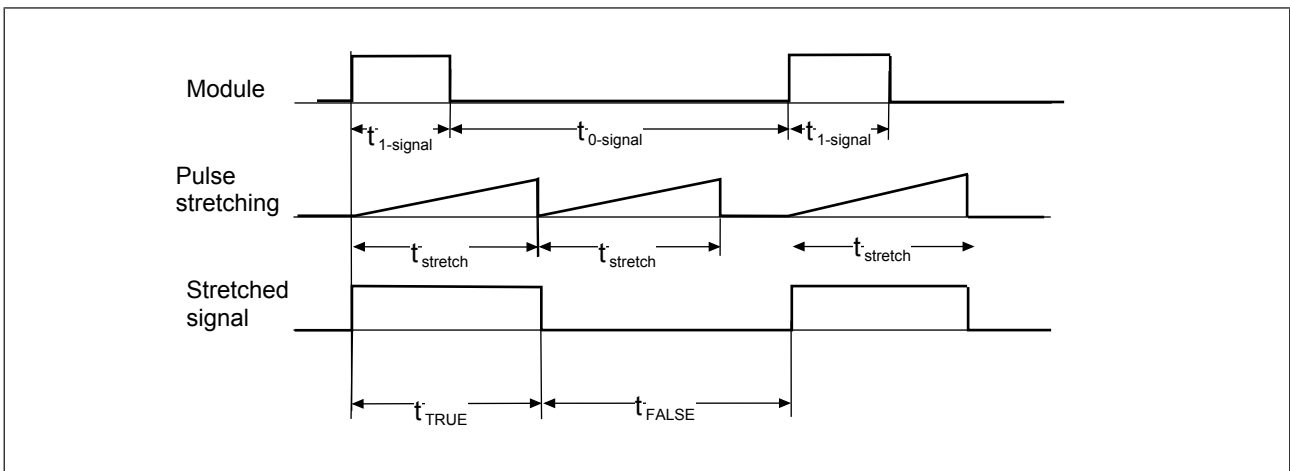 Module
t1-signal
t0-signal
t1-signal
Pulse
stretching
tstretch
tstretch
tstretch
Stretched
signal
tTRUE
tFALSE